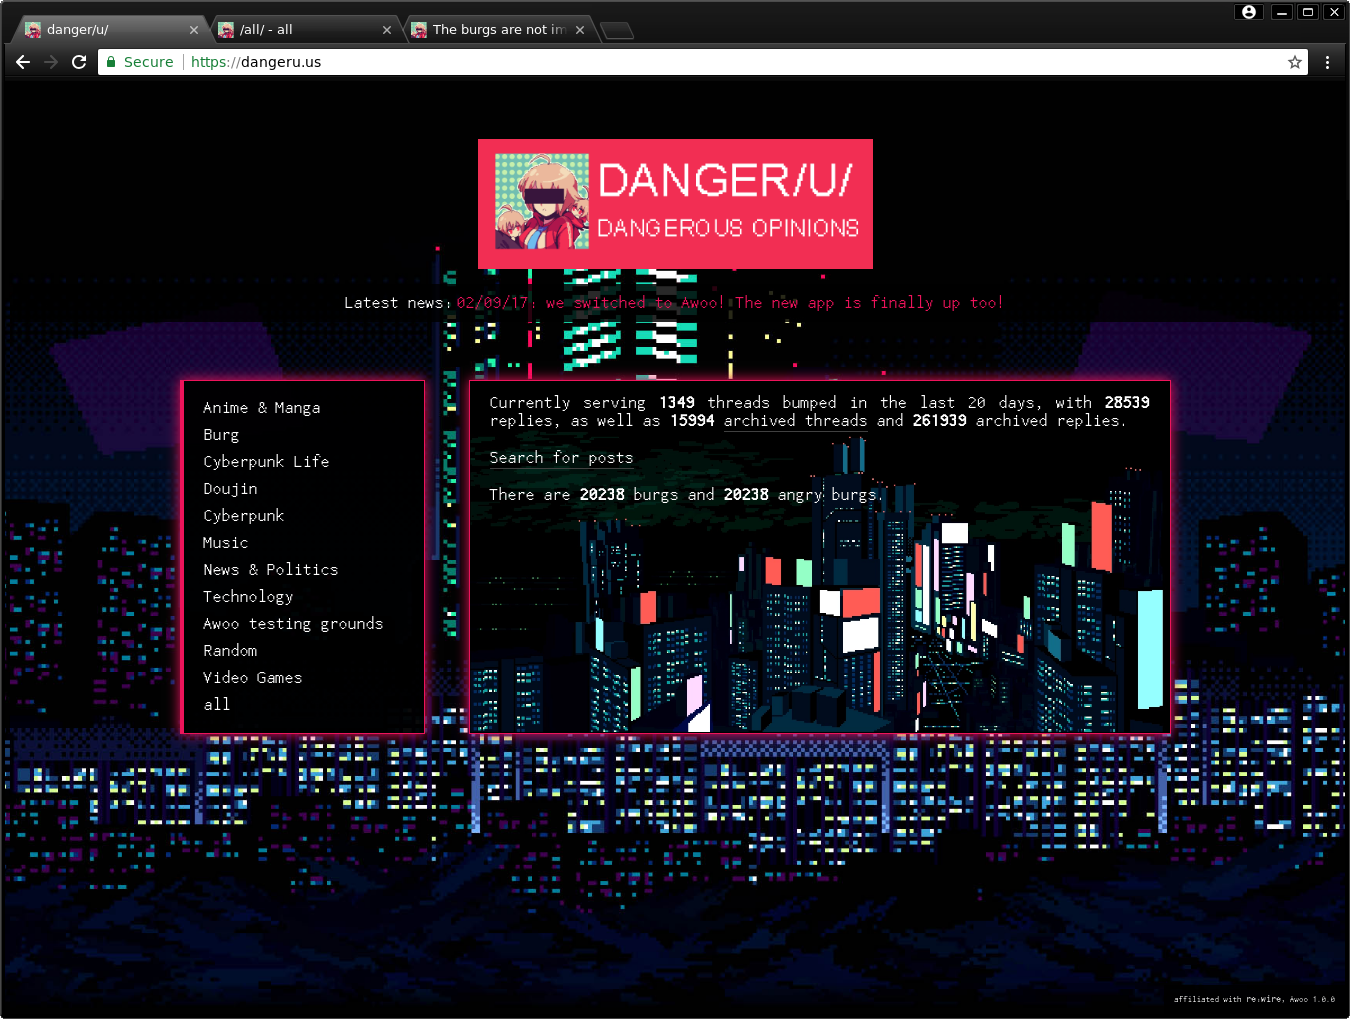 danger/u/
/all/ - all
The burgs are not im
Secure
https://dangeru.us
DANGER/U/
DANGEROUS OPINIONS
Latest news: 02/09/17: we switched to Awoo! The new app is finally up too!
Anime & Manga
Burg
Cyberpunk Life
Doujin
Cyberpunk
Music
News & Politics
Technology
Awoo testing grounds
Random
Video Games
all
Currently serving 1349 threads bumped in the last 20 days, with 28539
replies, as well as 15994 archived threads and 261939 archived replies.
Search for posts
There are 20238 burgs and 20238 angry burgs.
affiliated with re:wire. Awoo 1.0.0